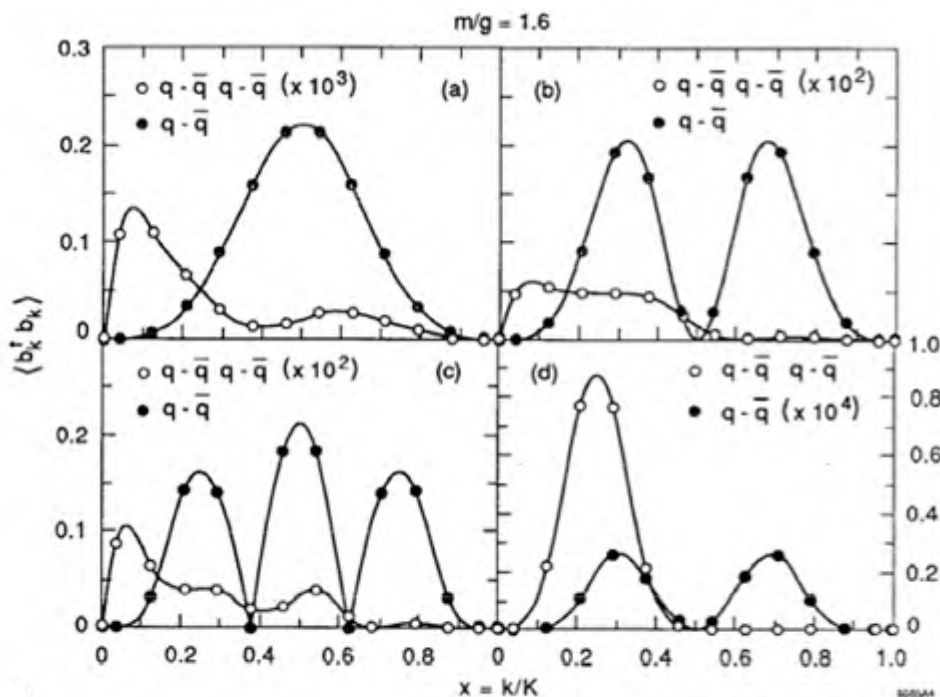 m/g = 1.6
0.3
0.2
0.1
0
q - q̅ q - q̅ (x 10³)
q - q̅
(a)
q - q̅ q - q̅ (x 10²)
q - q̅
(b)
⟨b†ₖ bₖ⟩
0.2
0.1
0
q - q̅ q - q̅ (x 10²)
q - q̅
(c)
q - q̅ q - q̅
q - q̅ (x 10⁴)
(d)
1.0
0.8
0.6
0.4
0.2
0
0 0.2 0.4 0.6 0.8 0 0.2 0.4 0.6 0.8 1.0
x = k/K